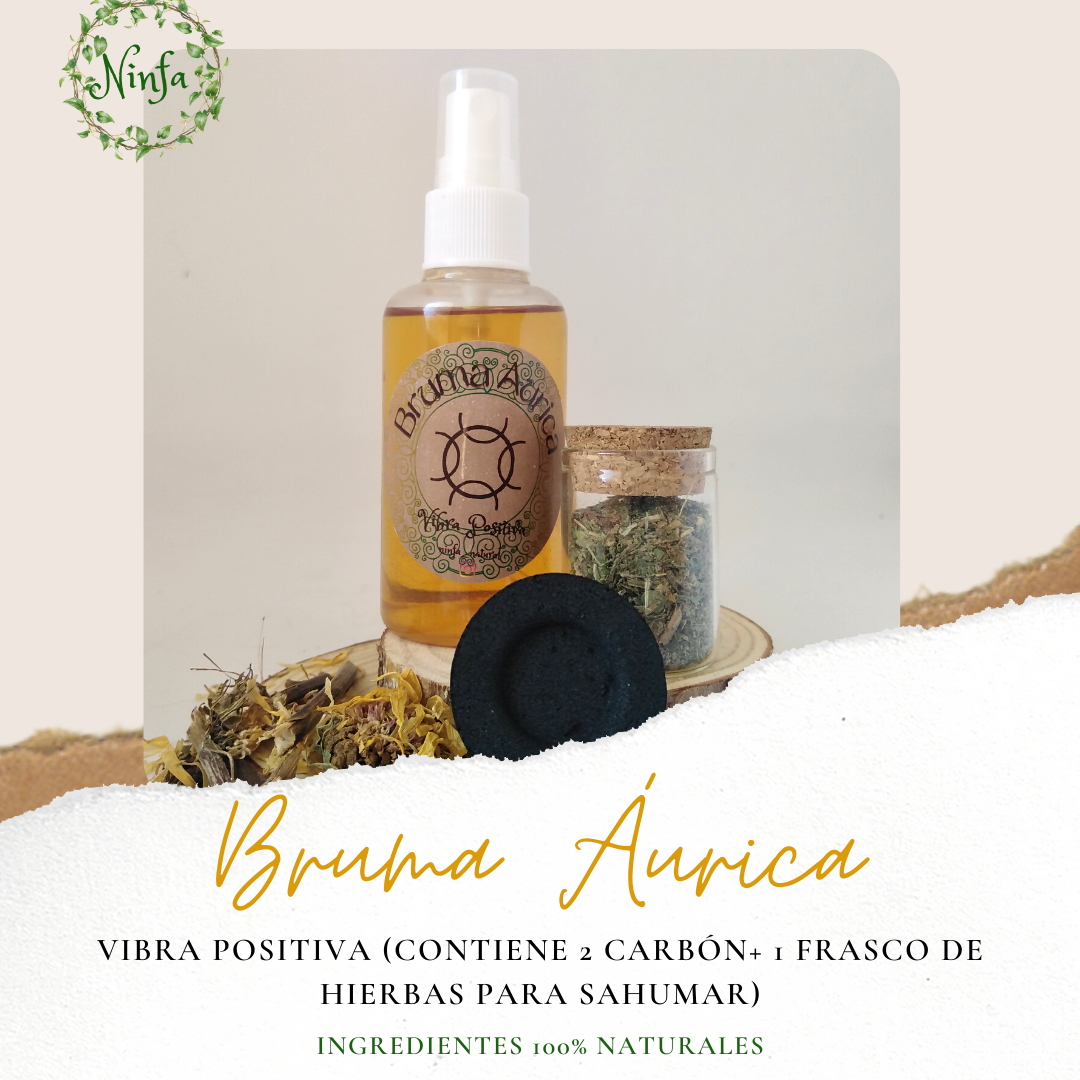 Ninfa
Bruma Áurica
Vibra Positiva
ninfa_natural
Bruma Áurica
VIBRA POSITIVA (CONTIENE 2 CARBÓN+ 1 FRASCO DE
HIERBAS PARA SAHUMAR)
INGREDIENTES 100% NATURALES